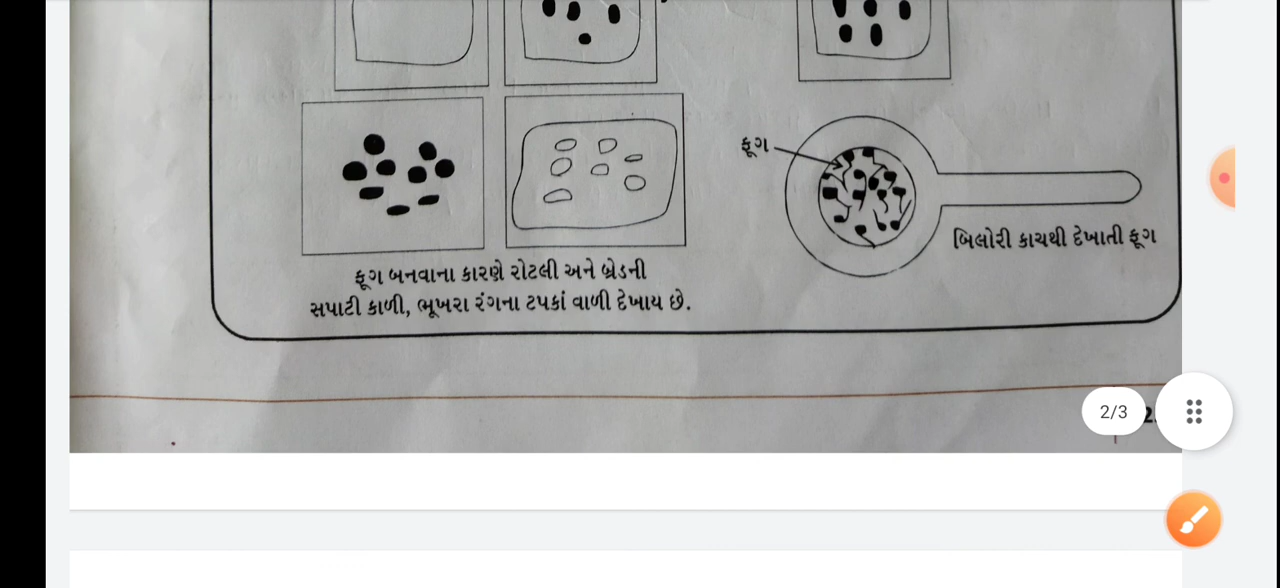 ફૂગ
બિલોરી કાચથી દેખાતી ફૂગ
ફૂગ બનવાના કારણે રોટલી અને બ્રેડની
સપાટી કાળી, ભૂખરા રંગના ટપકાં વાળી દેખાય છે.
2/3